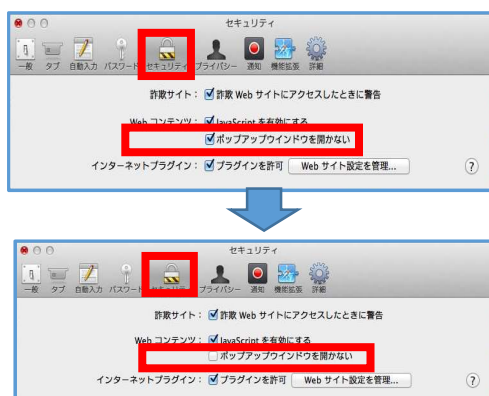 セキュリティ
一般 タブ 自動入力 パスワード セキュリティ プライバシー 通知 機能拡張 詳細
詐欺サイト： 詐欺 Web サイトにアクセスしたときに警告
Web コンテンツ： JavaScript を有効にする
ポップアップウインドウを開かない
インターネットプラグイン： プラグインを許可 Web サイト設定を管理... ?
セキュリティ
一般 タブ 自動入力 パスワード セキュリティ プライバシー 通知 機能拡張 詳細
詐欺サイト： 詐欺 Web サイトにアクセスしたときに警告
Web コンテンツ： JavaScript を有効にする
ポップアップウインドウを開かない
インターネットプラグイン： プラグインを許可 Web サイト設定を管理... ?